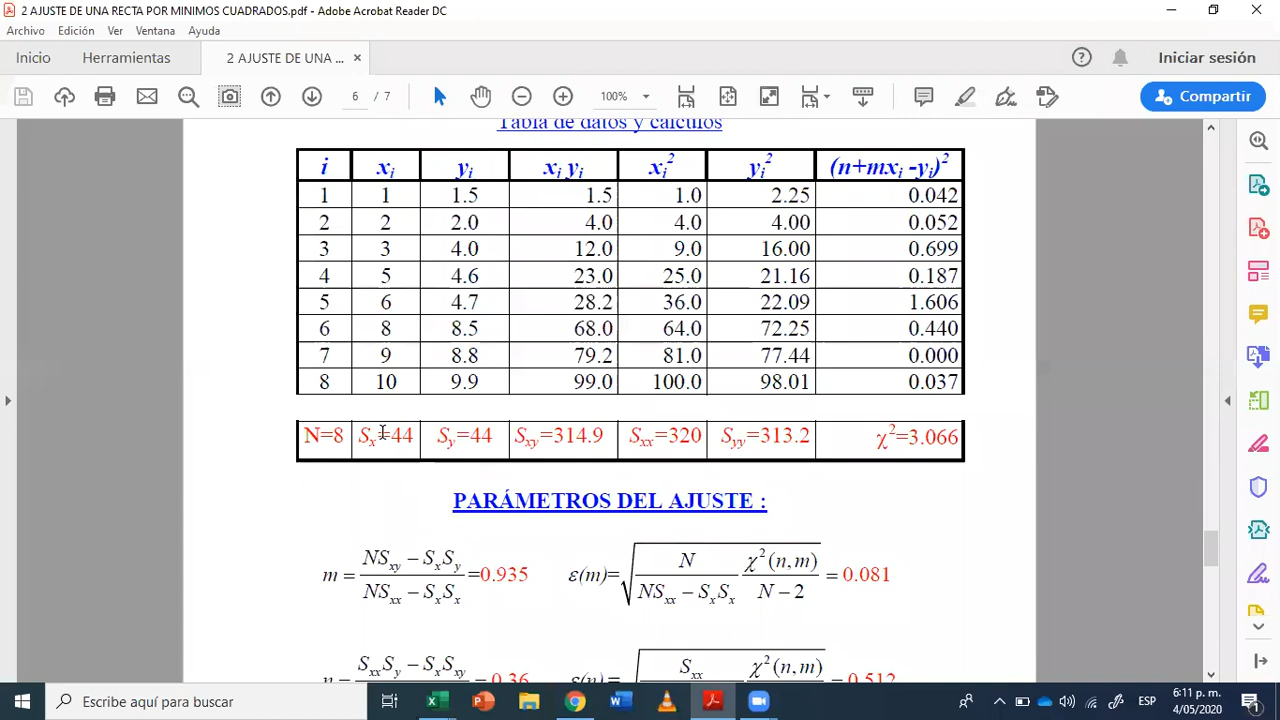 2 AJUSTE DE UNA RECTA POR MINIMOS CUADRADOS.pdf - Adobe Acrobat Reader DC
Archivo Edición Ver Ventana Ayuda
Inicio Herramientas 2 AJUSTE DE UNA ... × Iniciar sesión
6 / 7 100% Compartir
Tabla de datos y cálculos
i xᵢ yᵢ xᵢ yᵢ xᵢ² yᵢ² (n+mxᵢ -yᵢ)²
1 1 1.5 1.5 1.0 2.25 0.042
2 2 2.0 4.0 4.0 4.00 0.052
3 3 4.0 12.0 9.0 16.00 0.699
4 5 4.6 23.0 25.0 21.16 0.187
5 6 4.7 28.2 36.0 22.09 1.606
6 8 8.5 68.0 64.0 72.25 0.440
7 9 8.8 79.2 81.0 77.44 0.000
8 10 9.9 99.0 100.0 98.01 0.037
N=8 Sx=44 Sy=44 Sxy=314.9 Sxx=320 Syy=313.2 χ²=3.066
PARÁMETROS DEL AJUSTE :
m = (NSxy − SxSy)/(NSxx − SxSx) =0.935 ε(m)=√(N/(NSxx − SxSx) χ²(n,m)/(N − 2)) = 0.081
n = SxxSy − SxSxy =0.36 ε(n)=√(Sxx χ²(n,m)) = 0.512
Escribe aquí para buscar ESP 6:11 p. m.
4/05/2020